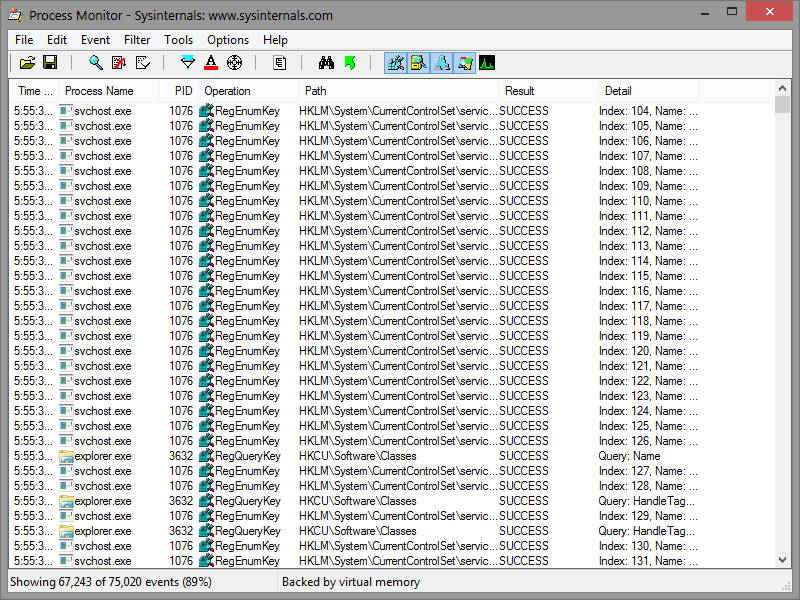 Process Monitor - Sysinternals: www.sysinternals.com
File Edit Event Filter Tools Options Help
Time ... Process Name PID Operation Path Result Detail
5:55:3... svchost.exe 1076 RegEnumKey HKLM\System\CurrentControlSet\servic... SUCCESS Index: 104, Name: ...
5:55:3... svchost.exe 1076 RegEnumKey HKLM\System\CurrentControlSet\servic... SUCCESS Index: 105, Name: ...
5:55:3... svchost.exe 1076 RegEnumKey HKLM\System\CurrentControlSet\servic... SUCCESS Index: 106, Name: ...
5:55:3... svchost.exe 1076 RegEnumKey HKLM\System\CurrentControlSet\servic... SUCCESS Index: 107, Name: ...
5:55:3... svchost.exe 1076 RegEnumKey HKLM\System\CurrentControlSet\servic... SUCCESS Index: 108, Name: ...
5:55:3... svchost.exe 1076 RegEnumKey HKLM\System\CurrentControlSet\servic... SUCCESS Index: 109, Name: ...
5:55:3... svchost.exe 1076 RegEnumKey HKLM\System\CurrentControlSet\servic... SUCCESS Index: 110, Name: ...
5:55:3... svchost.exe 1076 RegEnumKey HKLM\System\CurrentControlSet\servic... SUCCESS Index: 111, Name: ...
5:55:3... svchost.exe 1076 RegEnumKey HKLM\System\CurrentControlSet\servic... SUCCESS Index: 112, Name: ...
5:55:3... svchost.exe 1076 RegEnumKey HKLM\System\CurrentControlSet\servic... SUCCESS Index: 113, Name: ...
5:55:3... svchost.exe 1076 RegEnumKey HKLM\System\CurrentControlSet\servic... SUCCESS Index: 114, Name: ...
5:55:3... svchost.exe 1076 RegEnumKey HKLM\System\CurrentControlSet\servic... SUCCESS Index: 115, Name: ...
5:55:3... svchost.exe 1076 RegEnumKey HKLM\System\CurrentControlSet\servic... SUCCESS Index: 116, Name: ...
5:55:3... svchost.exe 1076 RegEnumKey HKLM\System\CurrentControlSet\servic... SUCCESS Index: 117, Name: ...
5:55:3... svchost.exe 1076 RegEnumKey HKLM\System\CurrentControlSet\servic... SUCCESS Index: 118, Name: ...
5:55:3... svchost.exe 1076 RegEnumKey HKLM\System\CurrentControlSet\servic... SUCCESS Index: 119, Name: ...
5:55:3... svchost.exe 1076 RegEnumKey HKLM\System\CurrentControlSet\servic... SUCCESS Index: 120, Name: ...
5:55:3... svchost.exe 1076 RegEnumKey HKLM\System\CurrentControlSet\servic... SUCCESS Index: 121, Name: ...
5:55:3... svchost.exe 1076 RegEnumKey HKLM\System\CurrentControlSet\servic... SUCCESS Index: 122, Name: ...
5:55:3... svchost.exe 1076 RegEnumKey HKLM\System\CurrentControlSet\servic... SUCCESS Index: 123, Name: ...
5:55:3... svchost.exe 1076 RegEnumKey HKLM\System\CurrentControlSet\servic... SUCCESS Index: 124, Name: ...
5:55:3... svchost.exe 1076 RegEnumKey HKLM\System\CurrentControlSet\servic... SUCCESS Index: 125, Name: ...
5:55:3... svchost.exe 1076 RegEnumKey HKLM\System\CurrentControlSet\servic... SUCCESS Index: 126, Name: ...
5:55:3... explorer.exe 3632 RegQueryKey HKCU\Software\Classes SUCCESS Query: Name
5:55:3... svchost.exe 1076 RegEnumKey HKLM\System\CurrentControlSet\servic... SUCCESS Index: 127, Name: ...
5:55:3... svchost.exe 1076 RegEnumKey HKLM\System\CurrentControlSet\servic... SUCCESS Index: 128, Name: ...
5:55:3... explorer.exe 3632 RegQueryKey HKCU\Software\Classes SUCCESS Query: HandleTag...
5:55:3... svchost.exe 1076 RegEnumKey HKLM\System\CurrentControlSet\servic... SUCCESS Index: 129, Name: ...
5:55:3... explorer.exe 3632 RegQueryKey HKCU\Software\Classes SUCCESS Query: HandleTag...
5:55:3... svchost.exe 1076 RegEnumKey HKLM\System\CurrentControlSet\servic... SUCCESS Index: 130, Name: ...
5:55:3... svchost.exe 1076 RegEnumKey HKLM\System\CurrentControlSet\servic... SUCCESS Index: 131, Name: ...
Showing 67,243 of 75,020 events (89%) Backed by virtual memory